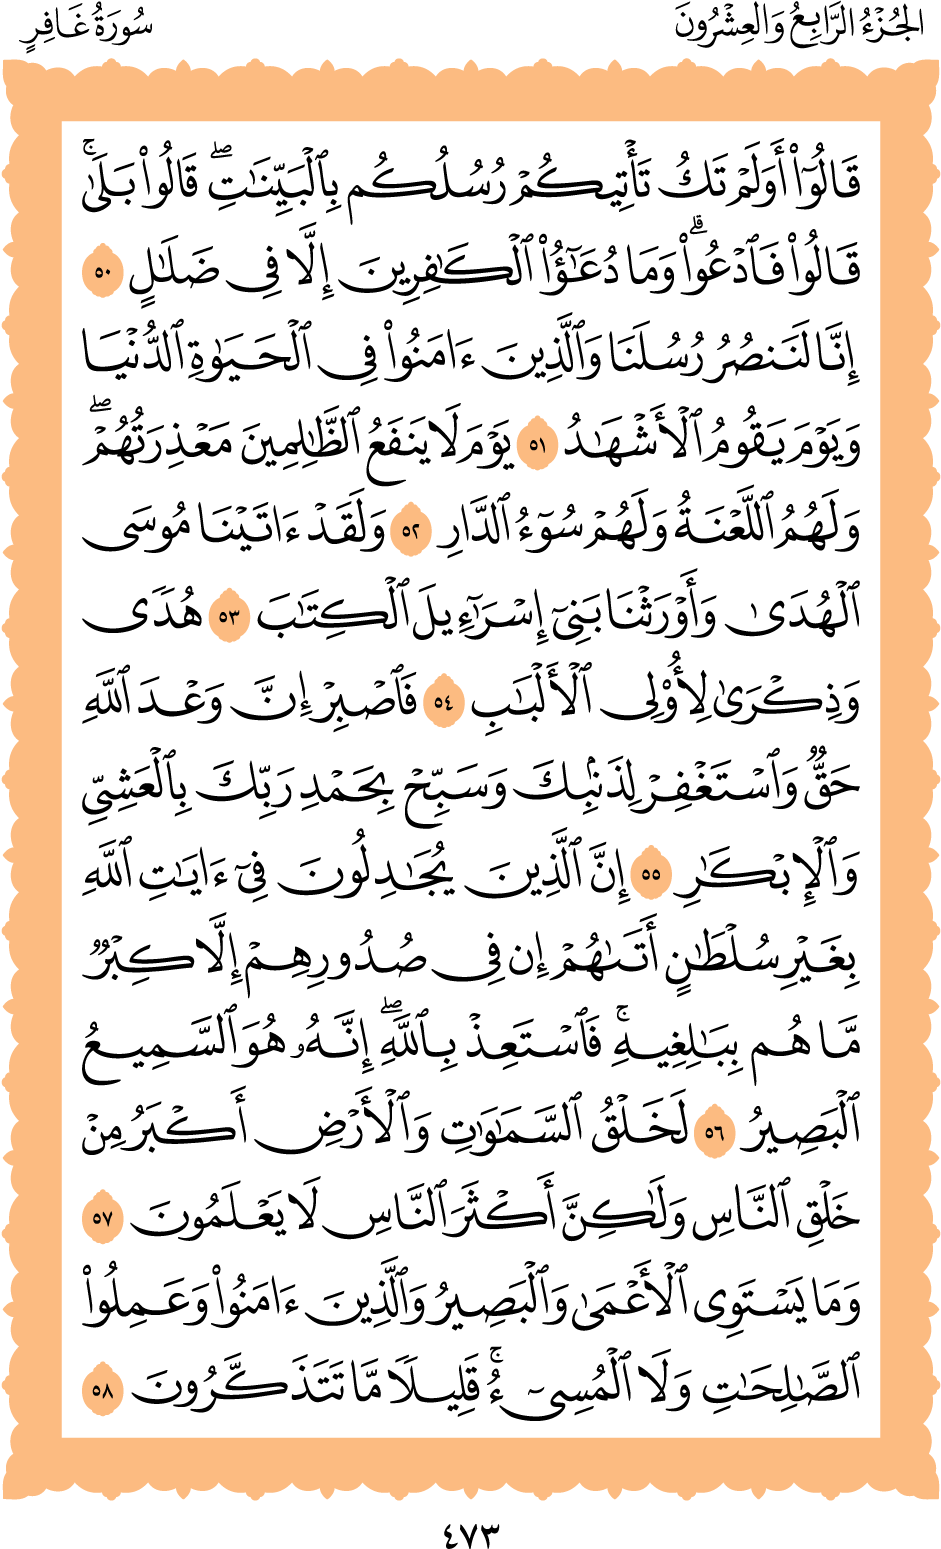 الجُزْءُ الرَّابِعُ وَالعِشْرُونَ
سُورَةُ غَافِرٍ
قَالُوٓا۟ أَوَلَمْ تَكُ تَأْتِيكُمْ رُسُلُكُم بِٱلْبَيِّنَـٰتِ ۖ قَالُوا۟ بَلَىٰ ۚ
قَالُوا۟ فَٱدْعُوا۟ ۗ وَمَا دُعَـٰٓؤُا۟ ٱلْكَـٰفِرِينَ إِلَّا فِى ضَلَـٰلٍ ٥٠
إِنَّا لَنَنصُرُ رُسُلَنَا وَٱلَّذِينَ ءَامَنُوا۟ فِى ٱلْحَيَوٰةِ ٱلدُّنْيَا
وَيَوْمَ يَقُومُ ٱلْأَشْهَـٰدُ ٥١ يَوْمَ لَا يَنفَعُ ٱلظَّـٰلِمِينَ مَعْذِرَتُهُمْ ۖ
وَلَهُمُ ٱللَّعْنَةُ وَلَهُمْ سُوٓءُ ٱلدَّارِ ٥٢ وَلَقَدْ ءَاتَيْنَا مُوسَى
ٱلْهُدَىٰ وَأَوْرَثْنَا بَنِىٓ إِسْرَٰٓءِيلَ ٱلْكِتَـٰبَ ٥٣ هُدًى
وَذِكْرَىٰ لِأُو۟لِى ٱلْأَلْبَـٰبِ ٥٤ فَٱصْبِرْ إِنَّ وَعْدَ ٱللَّهِ
حَقٌّ وَٱسْتَغْفِرْ لِذَنۢبِكَ وَسَبِّحْ بِحَمْدِ رَبِّكَ بِٱلْعَشِىِّ
وَٱلْإِبْكَـٰرِ ٥٥ إِنَّ ٱلَّذِينَ يُجَـٰدِلُونَ فِىٓ ءَايَـٰتِ ٱللَّهِ
بِغَيْرِ سُلْطَـٰنٍ أَتَىٰهُمْ إِن فِى صُدُورِهِمْ إِلَّا كِبْرٌ
مَّا هُم بِبَـٰلِغِيهِ ۚ فَٱسْتَعِذْ بِٱللَّهِ ۖ إِنَّهُۥ هُوَ ٱلسَّمِيعُ
ٱلْبَصِيرُ ٥٦ لَخَلْقُ ٱلسَّمَـٰوَٰتِ وَٱلْأَرْضِ أَكْبَرُ مِنْ
خَلْقِ ٱلنَّاسِ وَلَـٰكِنَّ أَكْثَرَ ٱلنَّاسِ لَا يَعْلَمُونَ ٥٧
وَمَا يَسْتَوِى ٱلْأَعْمَىٰ وَٱلْبَصِيرُ وَٱلَّذِينَ ءَامَنُوا۟ وَعَمِلُوا۟
ٱلصَّـٰلِحَـٰتِ وَلَا ٱلْمُسِىٓءُ ۚ قَلِيلًا مَّا تَتَذَكَّرُونَ ٥٨
٤٧٣